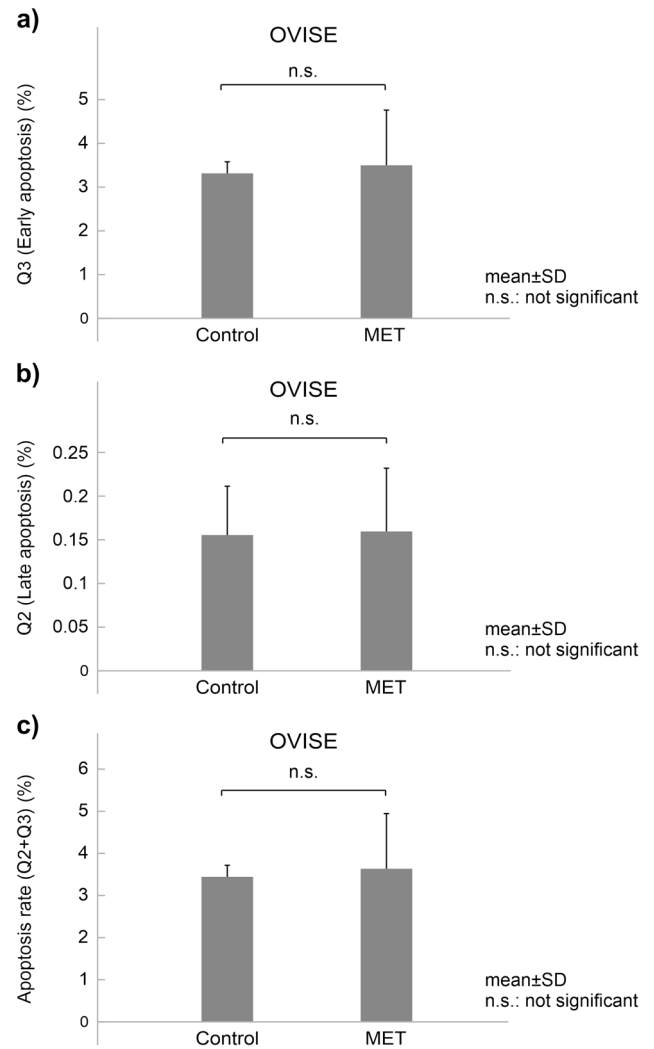 a)
OVISE
n.s.
Q3 (Early apoptosis) (%)
5
4
3
2
1
0
Control
MET
mean±SD
n.s.: not significant
b)
OVISE
n.s.
Q2 (Late apoptosis) (%)
0.25
0.2
0.15
0.1
0.05
0
Control
MET
mean±SD
n.s.: not significant
c)
OVISE
n.s.
Apoptosis rate (Q2+Q3) (%)
6
5
4
3
2
1
0
Control
MET
mean±SD
n.s.: not significant